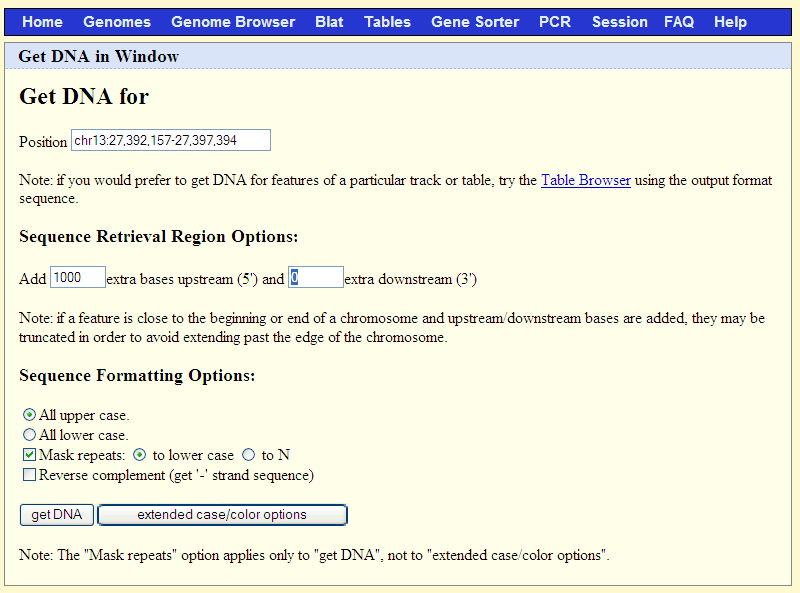 Home Genomes Genome Browser Blat Tables Gene Sorter PCR Session FAQ Help
Get DNA in Window
Get DNA for
Position chr13:27,392,157-27,397,394
Note: if you would prefer to get DNA for features of a particular track or table, try the Table Browser using the output format
sequence.
Sequence Retrieval Region Options:
Add 1000 extra bases upstream (5') and 0 extra downstream (3')
Note: if a feature is close to the beginning or end of a chromosome and upstream/downstream bases are added, they may be
truncated in order to avoid extending past the edge of the chromosome.
Sequence Formatting Options:
All upper case.
All lower case.
Mask repeats: to lower case to N
Reverse complement (get '-' strand sequence)
get DNA extended case/color options
Note: The "Mask repeats" option applies only to "get DNA", not to "extended case/color options".